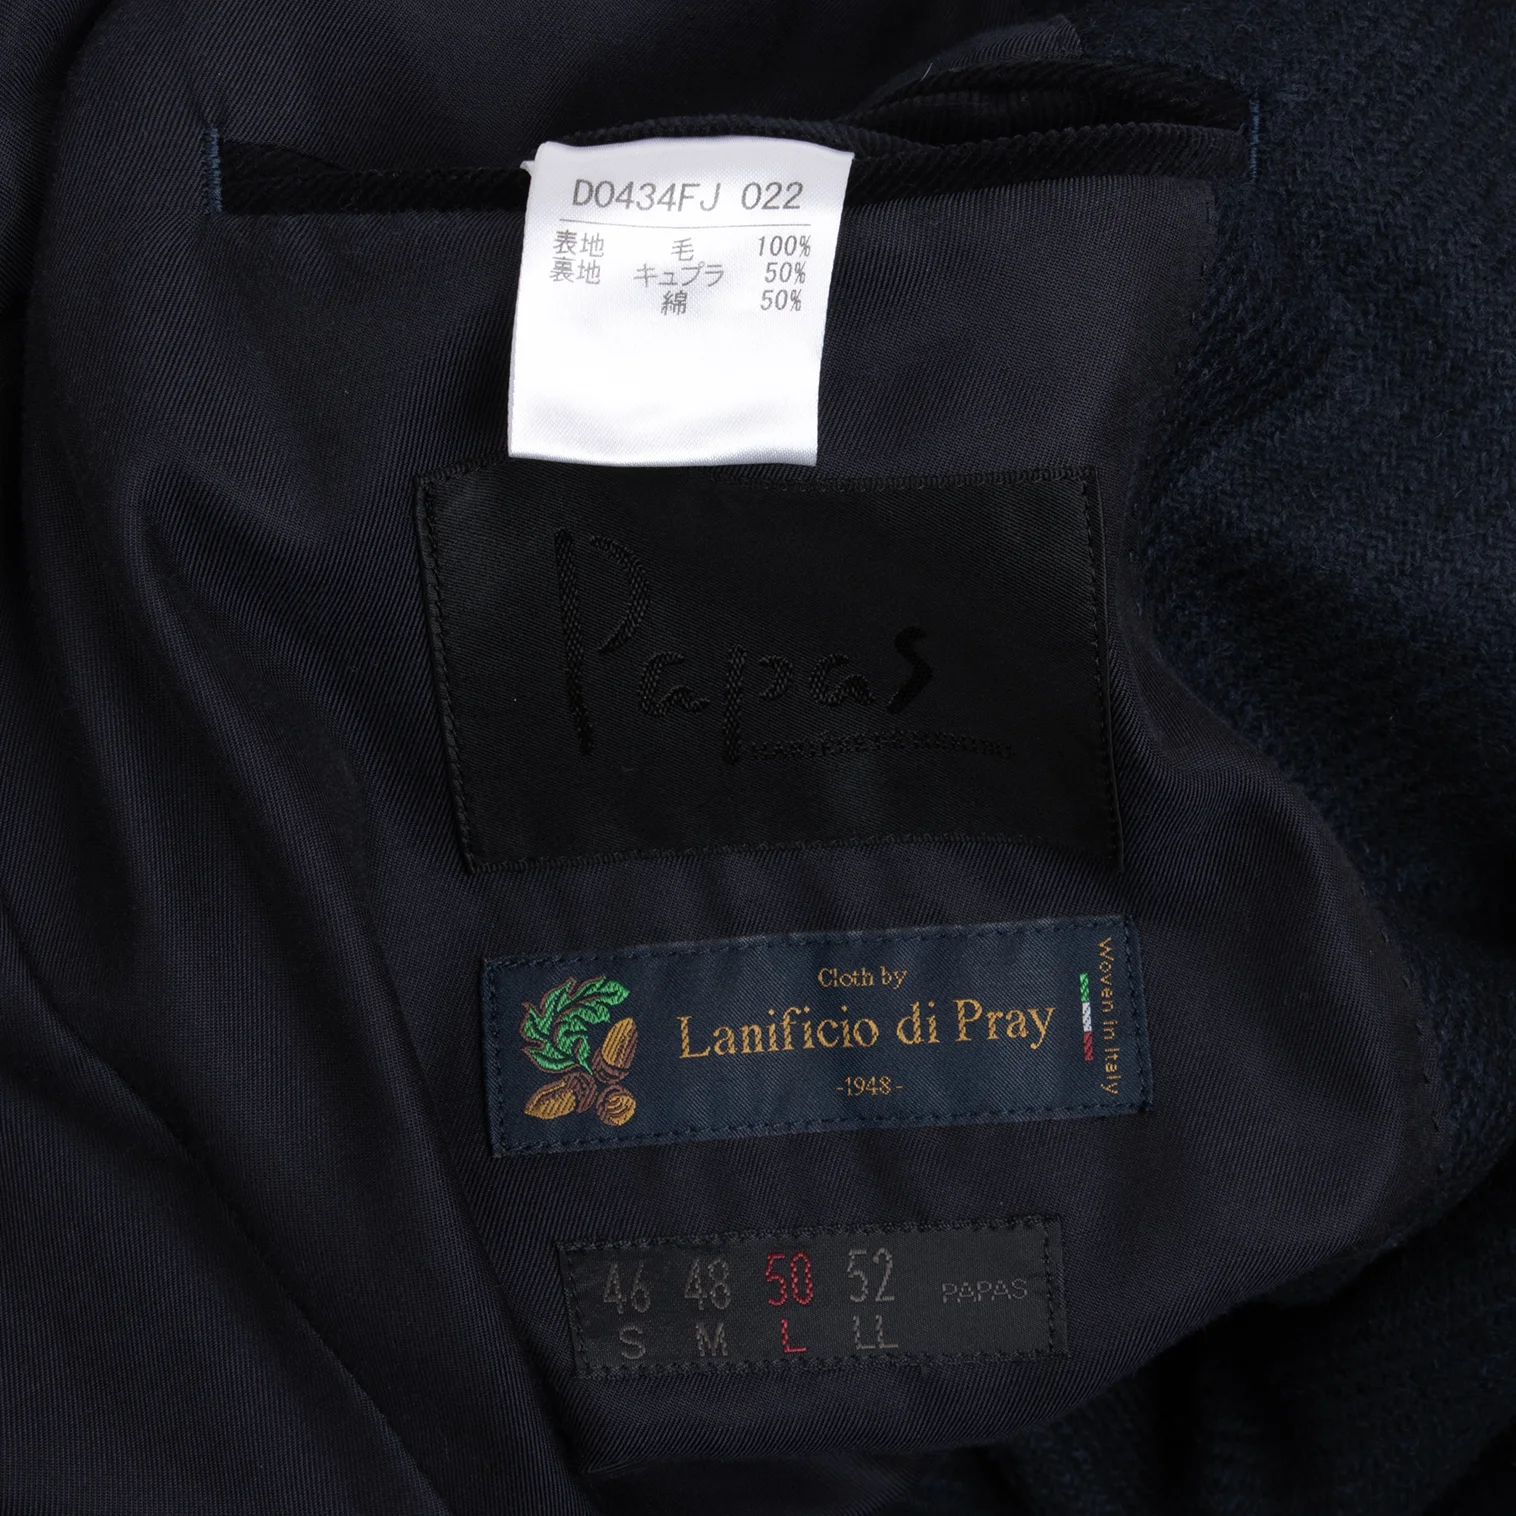 DO434FJ 022
表地 毛 100%
裏地 キュプラ 50%
綿 50%
Papas
Cloth by
Lanificio di Pray
-1948-
Woven in Italy
46 48 50 52 PAPAS
S M L LL